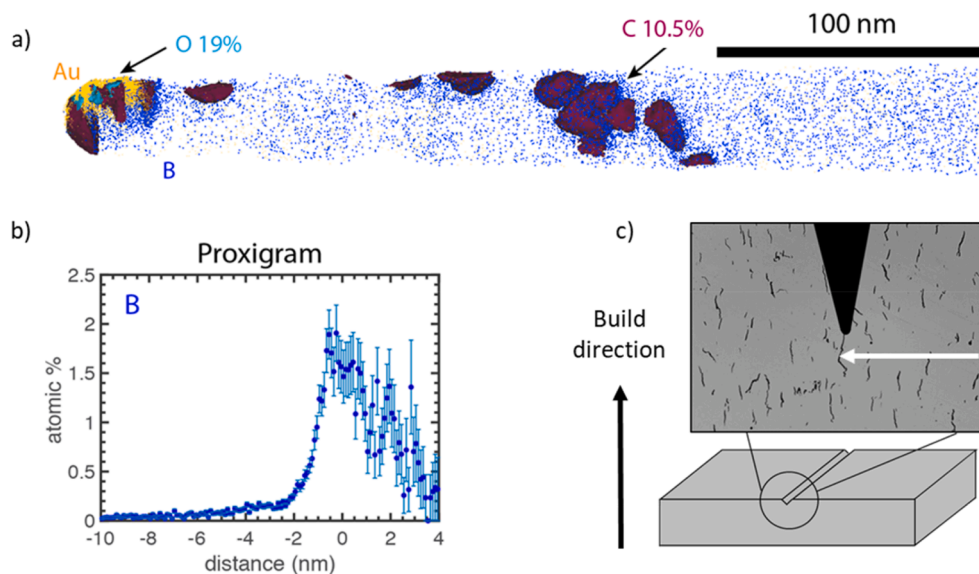 a)
O 19%
Au
C 10.5%
100 nm
B
b)
Proxigram
B
atomic %
2.5
2
1.5
1
0.5
0
-10
-8
-6
-4
-2
0
2
4
distance (nm)
c)
Build
direction